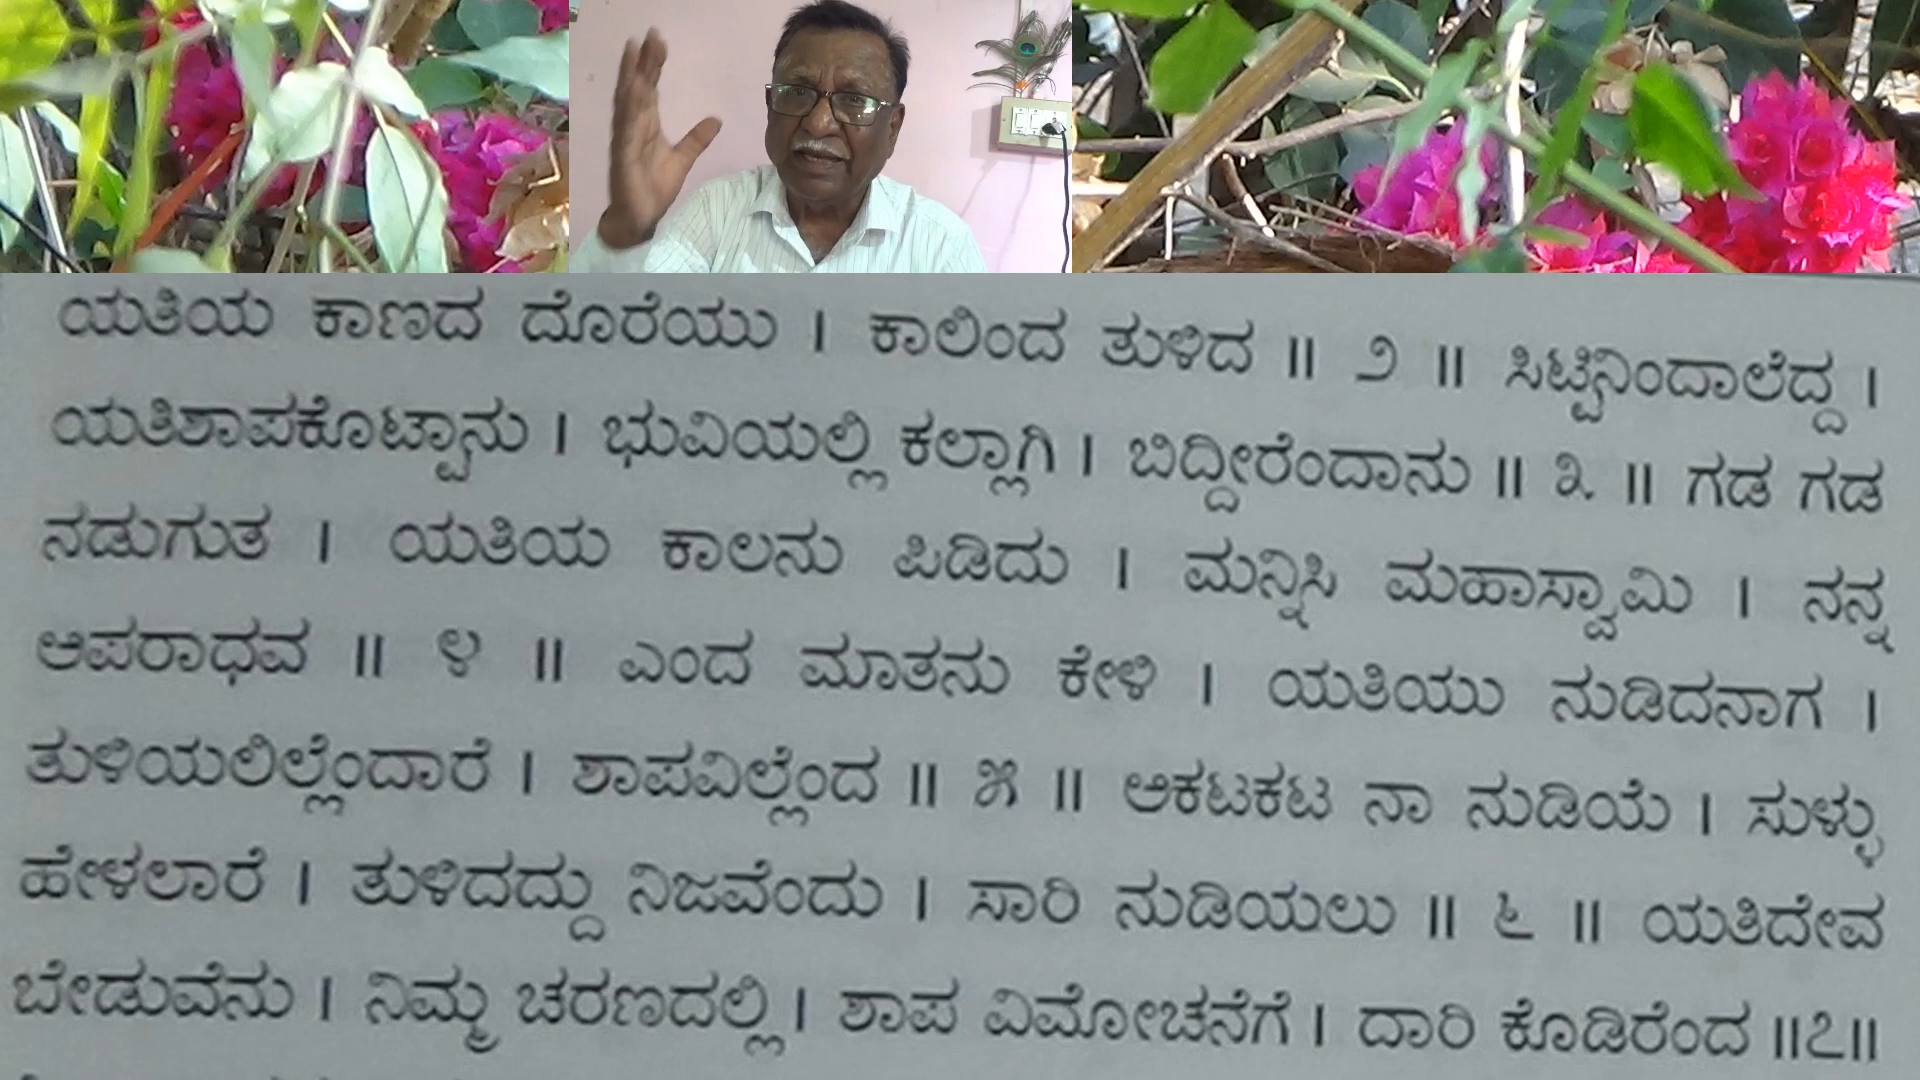 ಯತಿಯ ಕಾಣದ ದೊರೆಯು । ಕಾಲಿಂದ ತುಳಿದ ॥ ೨ ॥ ಸಿಟ್ಟಿನಿಂದಾಲೆದ್ದ ।
ಯತಿಶಾಪಕೊಟ್ಟಾನು । ಭುವಿಯಲ್ಲಿ ಕಲ್ಲಾಗಿ । ಬಿದ್ದೀರೆಂದಾನು ॥ ೩ ॥ ಗಡ ಗಡ
ನಡುಗುತ । ಯತಿಯ ಕಾಲನು ಪಿಡಿದು । ಮನ್ನಿಸಿ ಮಹಾಸ್ವಾಮಿ । ನನ್ನ
ಅಪರಾಧವ ॥ ೪ ॥ ಎಂದ ಮಾತನು ಕೇಳಿ । ಯತಿಯು ನುಡಿದನಾಗ ।
ತುಳಿಯಲಿಲ್ಲೆಂದಾರೆ । ಶಾಪವಿಲ್ಲೆಂದ ॥ ೫ ॥ ಅಕಟಕಟ ನಾ ನುಡಿಯೆ । ಸುಳ್ಳು
ಹೇಳಲಾರೆ । ತುಳಿದದ್ದು ನಿಜವೆಂದು । ಸಾರಿ ನುಡಿಯಲು ॥ ೬ ॥ ಯತಿದೇವ
ಬೇಡುವೆನು । ನಿಮ್ಮ ಚರಣದಲ್ಲಿ । ಶಾಪ ವಿಮೋಚನೆಗೆ । ದಾರಿ ಕೊಡಿರೆಂದ ॥೭॥